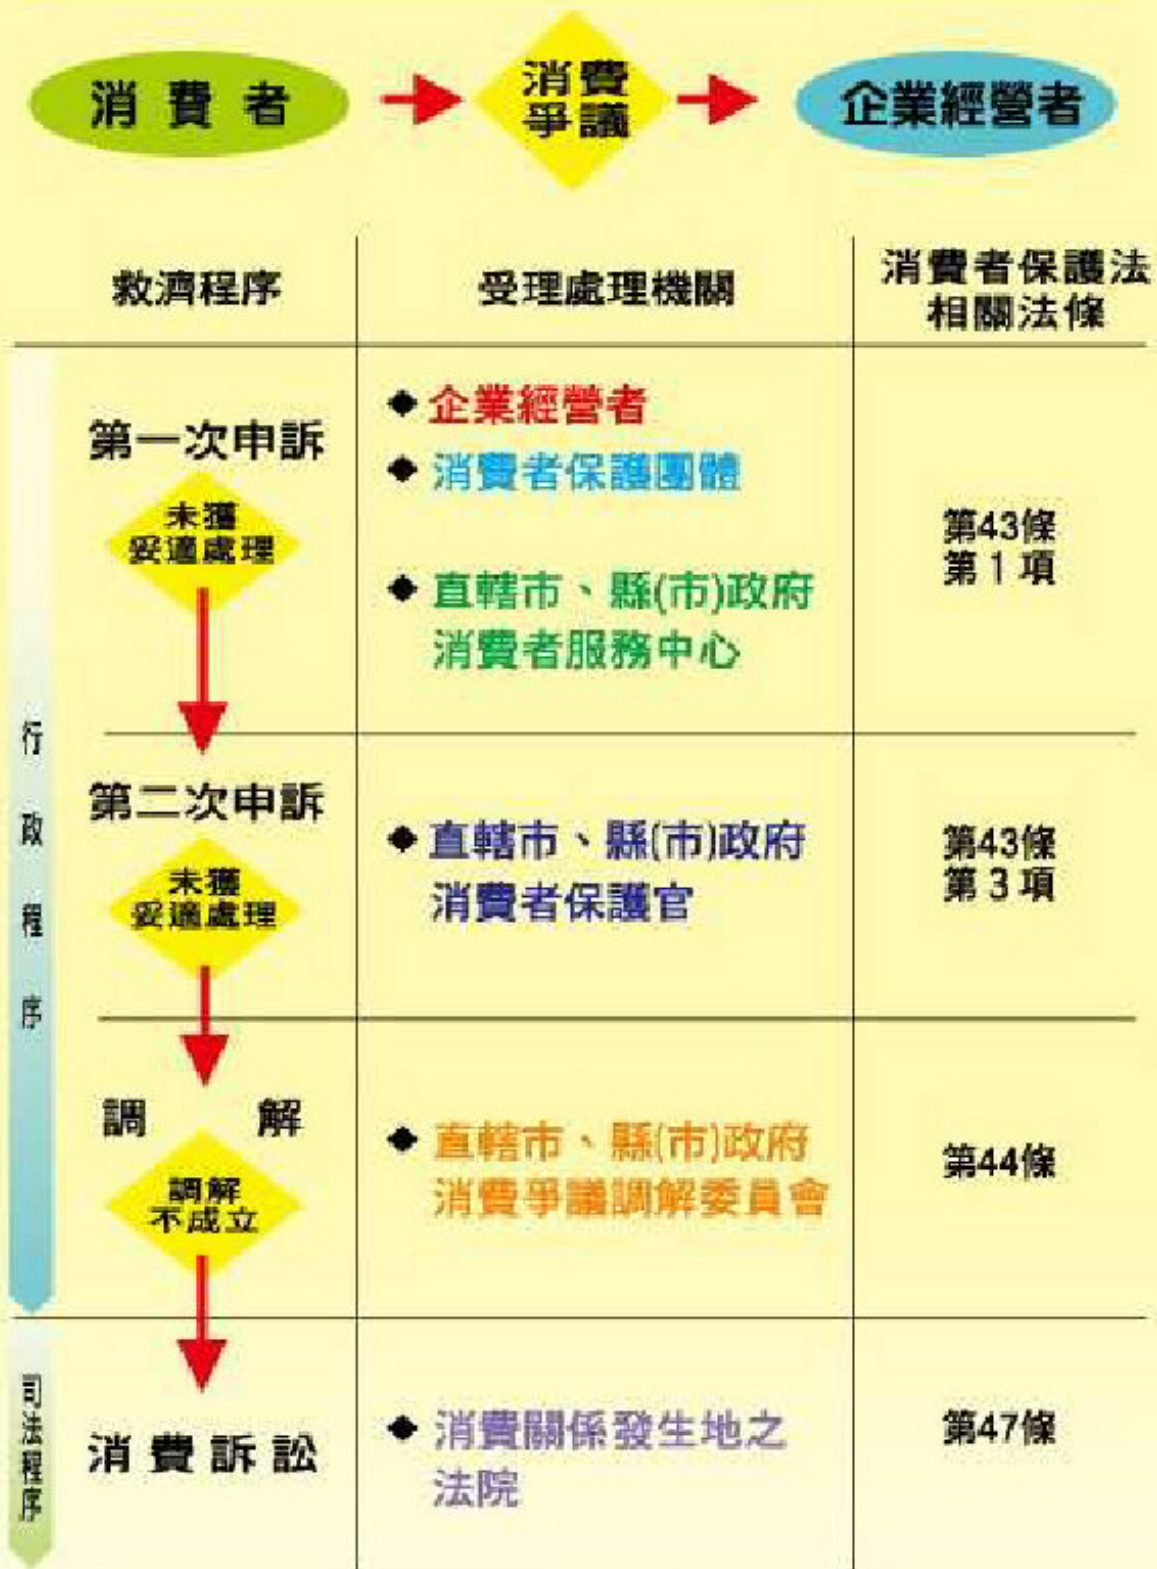 消費者
消費
爭議
企業經營者
救濟程序
受理處理機關
消費者保護法
相關法條
行政程序
第一次申訴
未獲
妥適處理
◆企業經營者
◆消費者保護團體
◆直轄市、縣(市)政府
消費者服務中心
第43條
第1項
第二次申訴
未獲
妥適處理
◆直轄市、縣(市)政府
消費者保護官
第43條
第3項
調解
調解
不成立
◆直轄市、縣(市)政府
消費爭議調解委員會
第44條
司法程序
消費訴訟
◆消費關係發生地之
法院
第47條